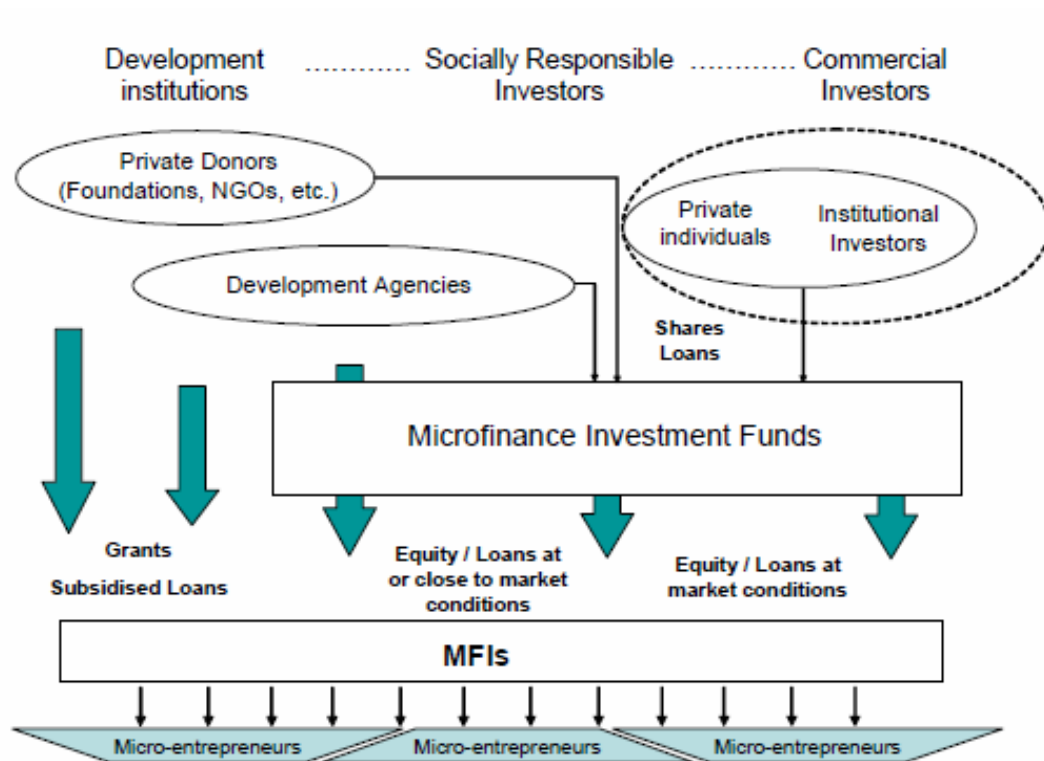 Development ............ Socially Responsible ............ Commercial
institutions Investors Investors
Private Donors
(Foundations, NGOs, etc.)
Private Institutional
individuals Investors
Development Agencies
Shares
Loans
Microfinance Investment Funds
Grants
Subsidised Loans
Equity / Loans at
or close to market
conditions
Equity / Loans at
market conditions
MFIs
Micro-entrepreneurs Micro-entrepreneurs Micro-entrepreneurs